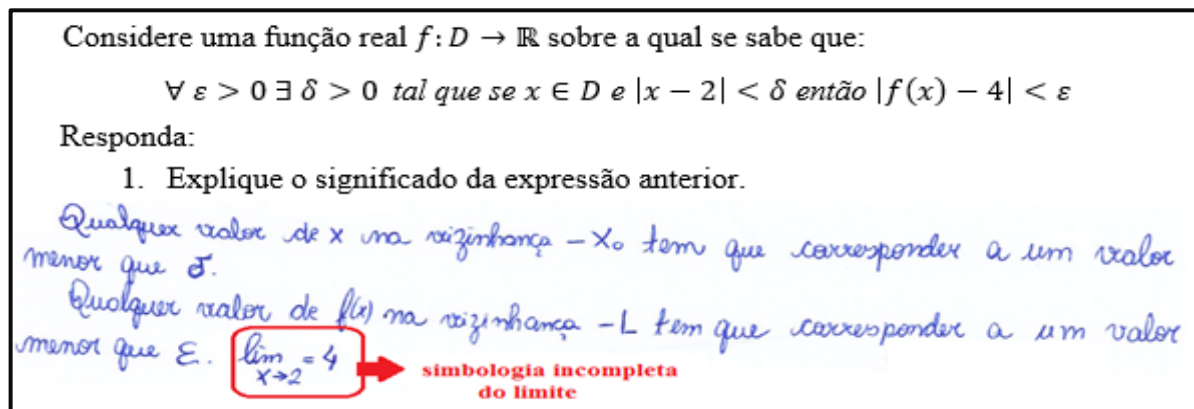 Considere uma função real f: D → ℝ sobre a qual se sabe que:
∀ ε > 0 ∃ δ > 0 tal que se x ∈ D e |x − 2| < δ então |f(x) − 4| < ε
Responda:
1. Explique o significado da expressão anterior.
Qualquer valor de x na vizinhança – X₀ tem que corresponder a um valor
menor que δ.
Qualquer valor de f(x) na vizinhança – L tem que corresponder a um valor
menor que ε. lim x→2 = 4
simbologia incompleta
do limite